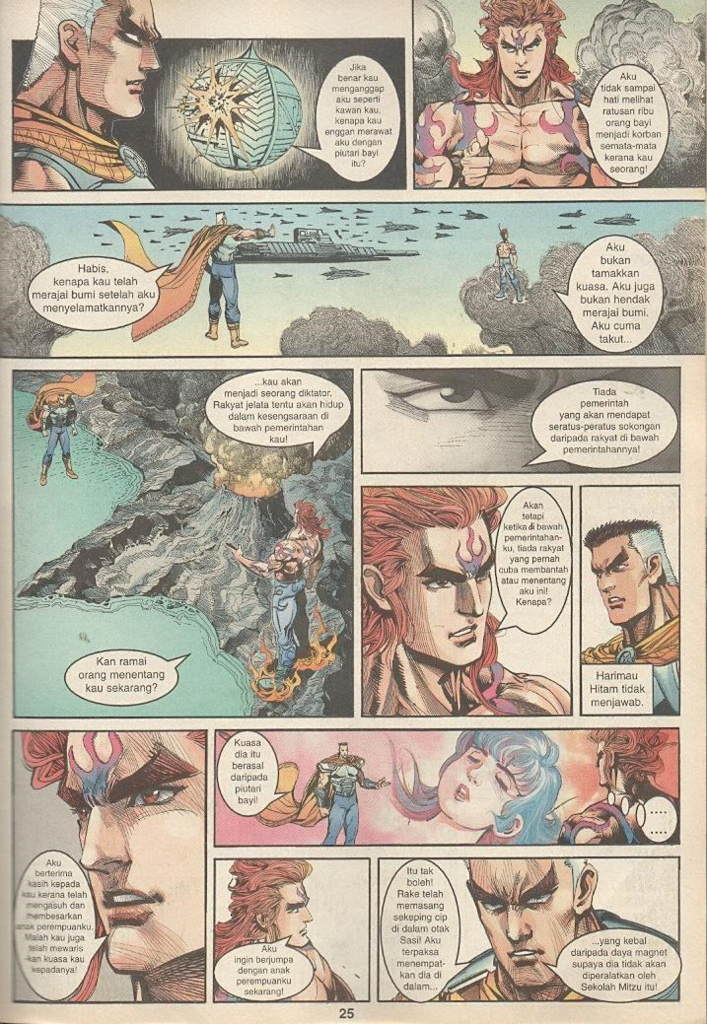 Jika
benar kau
menganggap
aku seperti
kawan kau,
kenapa kau
enggan merawat
aku dengan
piutari bayi
itu?
Aku
tidak sampai
hati melihat
ratusan ribu
orang bayi
menjadi korban
semata-mata
kerana kau
seorang!
Habis,
kenapa kau telah
merajai bumi setelah aku
menyelamatkannya?
Aku
bukan
tamakkan
kuasa. Aku juga
bukan hendak
merajai bumi.
Aku cuma
takut...
...kau akan
menjadi seorang diktator.
Rakyat jelata tentu akan hidup
dalam kesengsaraan di
bawah pemerintahan
kau!
Kan ramai
orang menentang
kau sekarang?
Tiada
pemerintah
yang akan mendapat
seratus-peratus sokongan
daripada rakyat di bawah
pemerintahannya!
Akan
tetapi
ketika di bawah
pemerintahan-
ku, tiada rakyat
yang pernah
cuba membantah
atau menentang
aku ini!
Kenapa?
Harimau
Hitam tidak
menjawab.
Aku
berterima
kasih kepada
kau kerana telah
mengasuh dan
membesarkan
anak perempuanku.
Malah kau juga
telah mewaris
-kan kuasa kau
kepadanya!
Kuasa
dia itu
berasal
daripada
piutari
bayi!
....
....
Aku
ingin berjumpa
dengan anak
perempuanku
sekarang!
Itu tak
boleh!
Rake telah
memasang
sekeping cip
di dalam otak
Sasi! Aku
terpaksa
menempat-
kan dia di
dalam...
...yang kebal
daripada daya magnet
supaya dia tidak akan
diperalatkan oleh
Sekolah Mitzu itu!
25